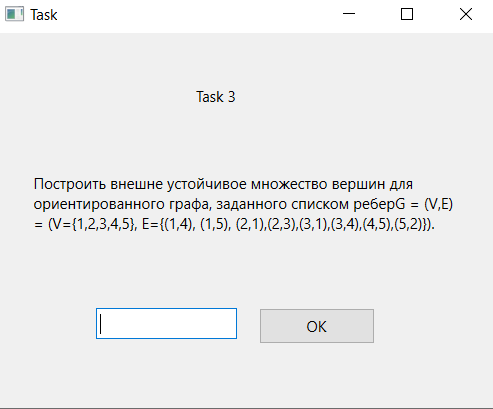 Task
Task 3
Построить внешне устойчивое множество вершин для
ориентированного графа, заданного списком реберG = (V,E)
= (V={1,2,3,4,5}, E={(1,4), (1,5), (2,1),(2,3),(3,1),(3,4),(4,5),(5,2)}).
OK